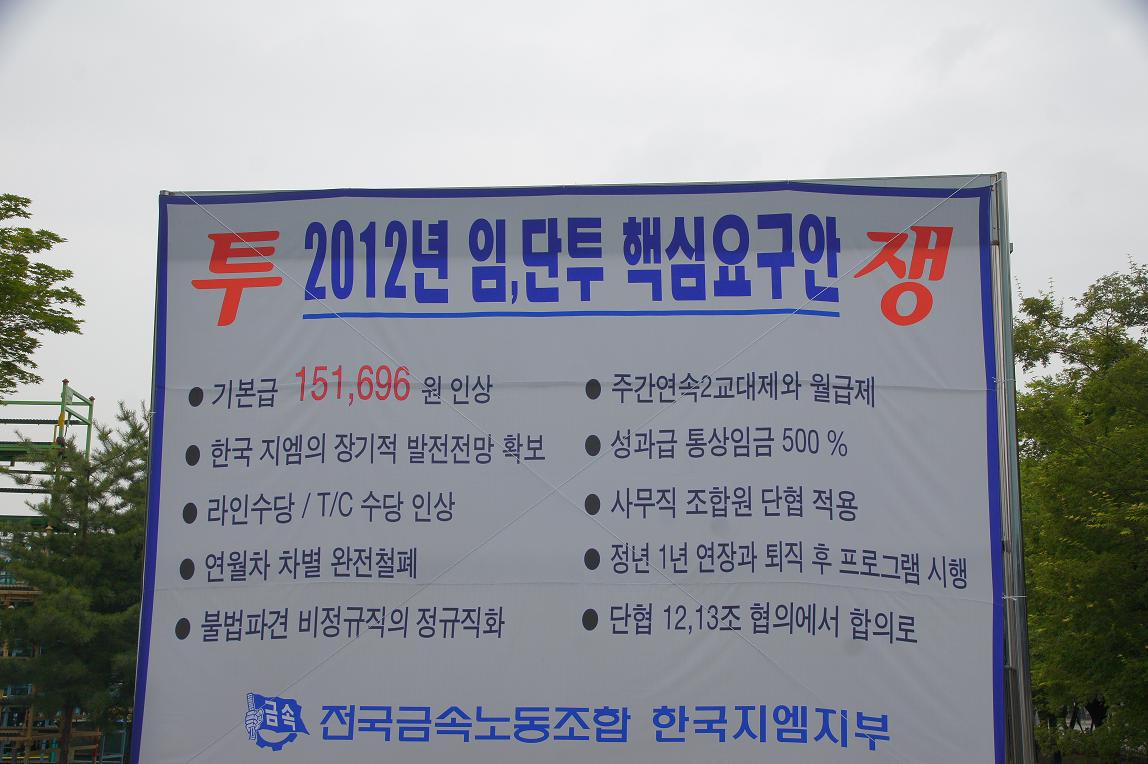 투 2012년 임,단투 핵심요구안 쟁
● 기본급 151,696 원 인상
● 한국 지엠의 장기적 발전전망 확보
● 라인수당 / T/C 수당 인상
● 연월차 차별 완전철폐
● 불법파견 비정규직의 정규직화
● 주간연속2교대제와 월급제
● 성과급 통상임금 500 %
● 사무직 조합원 단협 적용
● 정년 1년 연장과 퇴직 후 프로그램 시행
● 단협 12,13조 협의에서 합의로
금속 전국금속노동조합 한국지엠지부